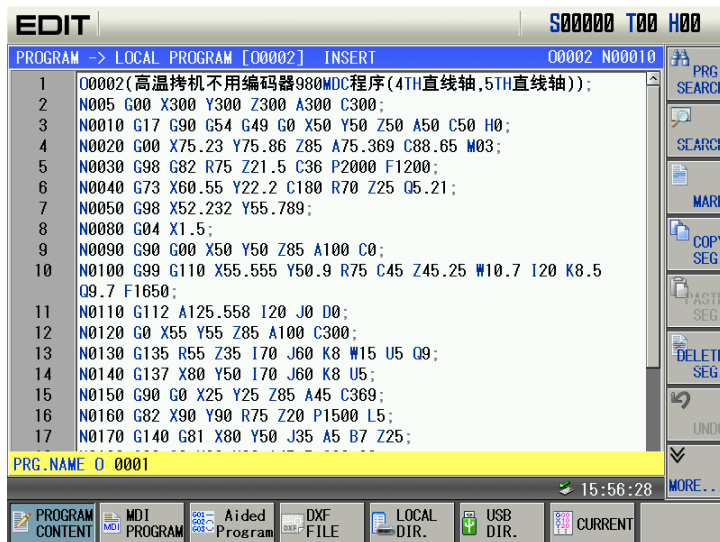 EDIT S00000 T00 H00
PROGRAM -> LOCAL PROGRAM [O0002] INSERT O0002 N00010
1 O0002(高温拷机不用编码器980MDC程序(4TH直线轴,5TH直线轴));
2 N005 G00 X300 Y300 Z300 A300 C300;
3 N0010 G17 G90 G54 G49 G0 X50 Y50 Z50 A50 C50 H0;
4 N0020 G00 X75.23 Y75.86 Z85 A75.369 C88.65 M03;
5 N0030 G98 G82 R75 Z21.5 C36 P2000 F1200;
6 N0040 G73 X60.55 Y22.2 C180 R70 Z25 Q5.21;
7 N0050 G98 X52.232 Y55.789;
8 N0080 G04 X1.5;
9 N0090 G90 G00 X50 Y50 Z85 A100 C0;
10 N0100 G99 G110 X55.555 Y50.9 R75 C45 Z45.25 W10.7 I20 K8.5
Q9.7 F1650;
11 N0110 G112 A125.558 I20 J0 D0;
12 N0120 G0 X55 Y55 Z85 A100 C300;
13 N0130 G135 R55 Z35 I70 J60 K8 W15 U5 Q9;
14 N0140 G137 X80 Y50 I70 J60 K8 U5;
15 N0150 G90 G0 X25 Y25 Z85 A45 C369;
16 N0160 G82 X90 Y90 R75 Z20 P1500 L5;
17 N0170 G140 G81 X80 Y50 J35 A5 B7 Z25;
PRG.NAME O 0001
15:56:28
PRG
SEARCH
SEARCH
MARK
COPY
SEG
PASTE
SEG
DELETE
SEG
UNDO
MORE...
PROGRAM
CONTENT
MDI
PROGRAM
Aided
Program
DXF
FILE
LOCAL
DIR.
USB
DIR.
CURRENT